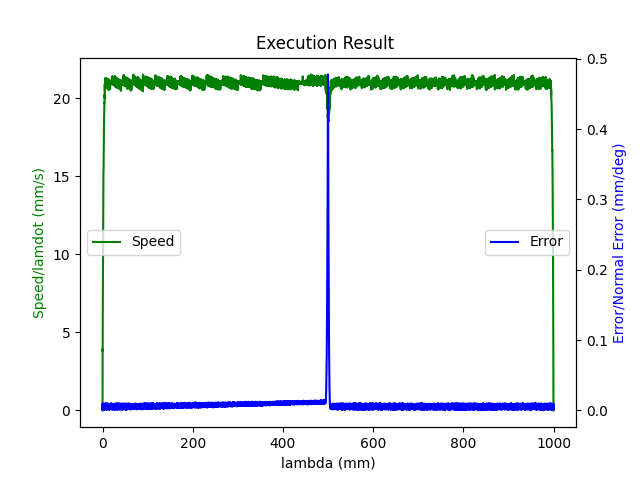 Execution Result
Speed/lamdot (mm/s)
20
15
10
5
0
Speed
Error
0.5
0.4
0.3
0.2
0.1
0.0
Error/Normal Error (mm/deg)
0 200 400 600 800 1000
lambda (mm)